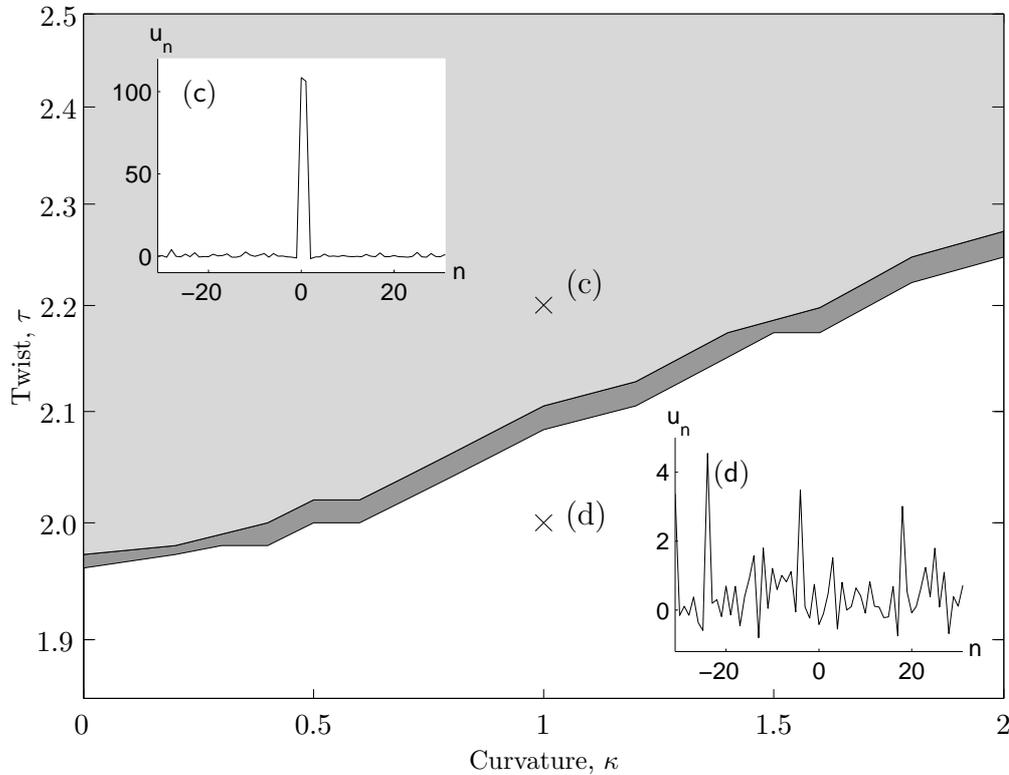 2.5
2.4
2.3
2.2
2.1
2.0
1.9
Twist, τ
u_n
(c)
100
50
0
−20 0 20
n
(c)
(d)
u_n
(d)
4
2
0
−20 0 20
n
0 0.5 1 1.5 2
Curvature, κ